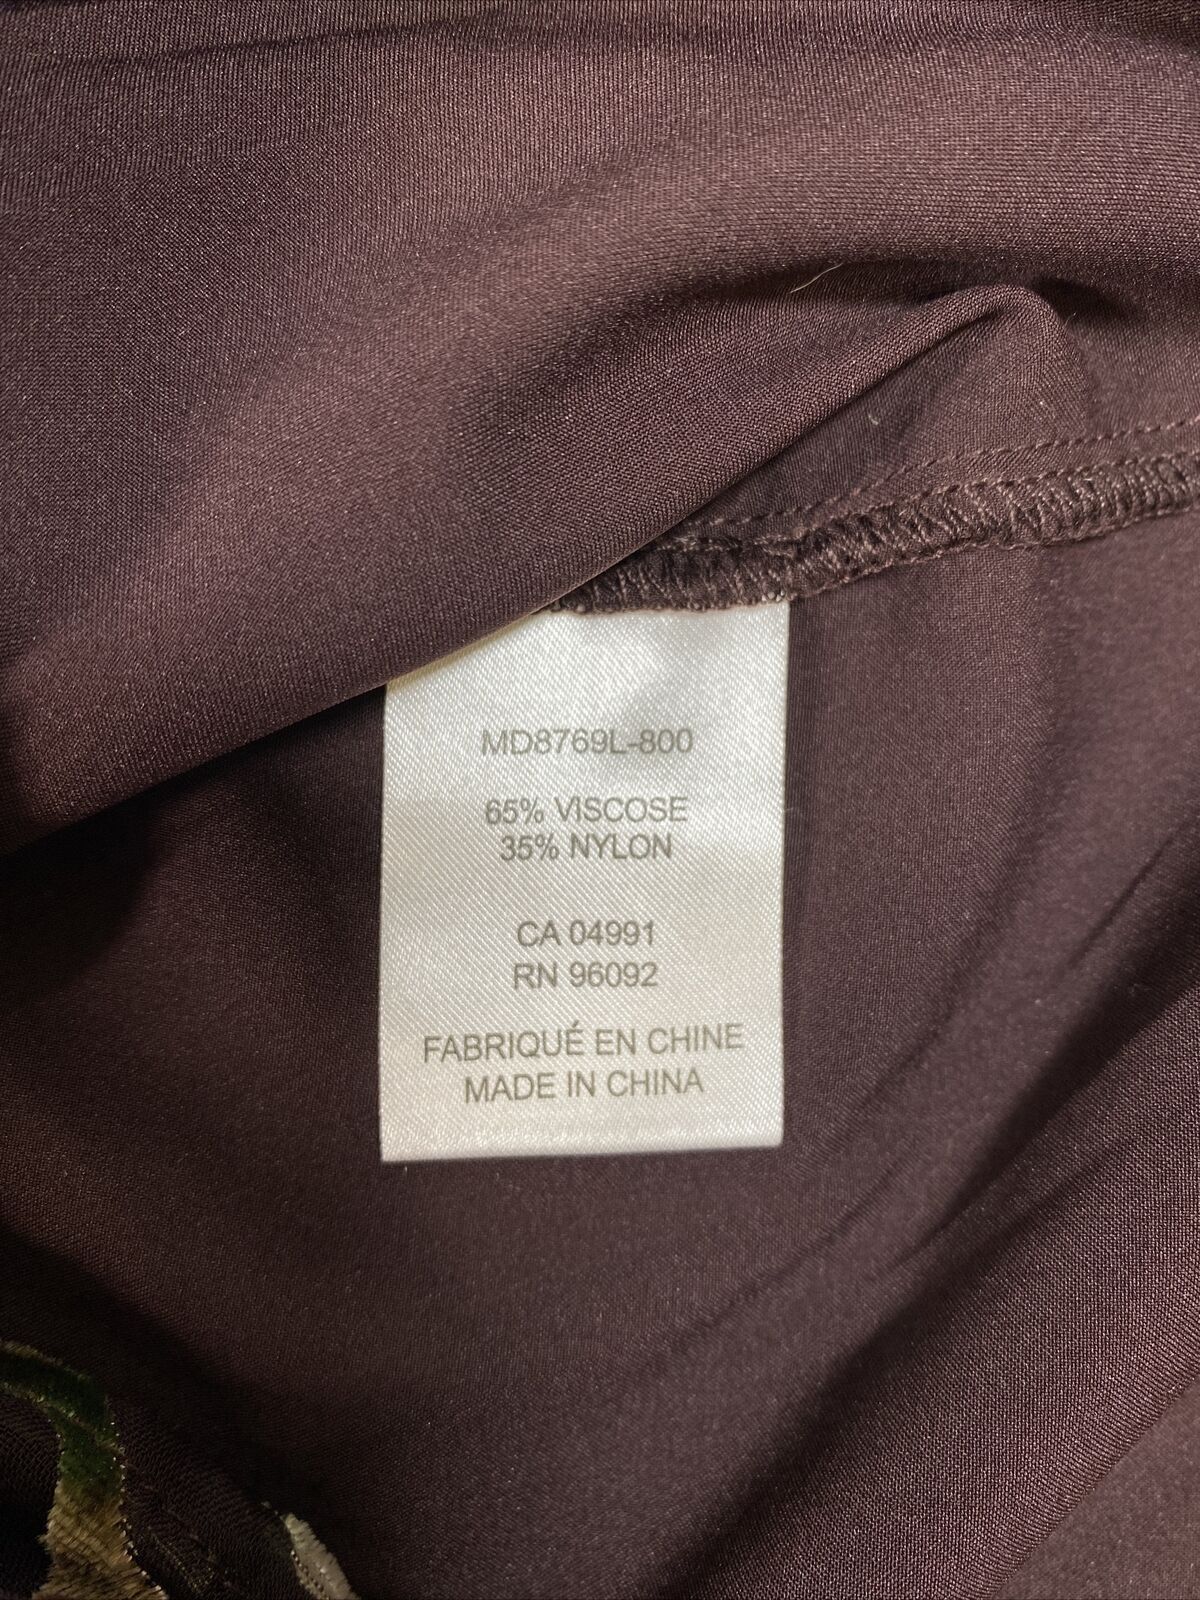 MD8769L-800
65% VISCOSE
35% NYLON
CA 04991
RN 96092
FABRIQUÉ EN CHINE
MADE IN CHINA